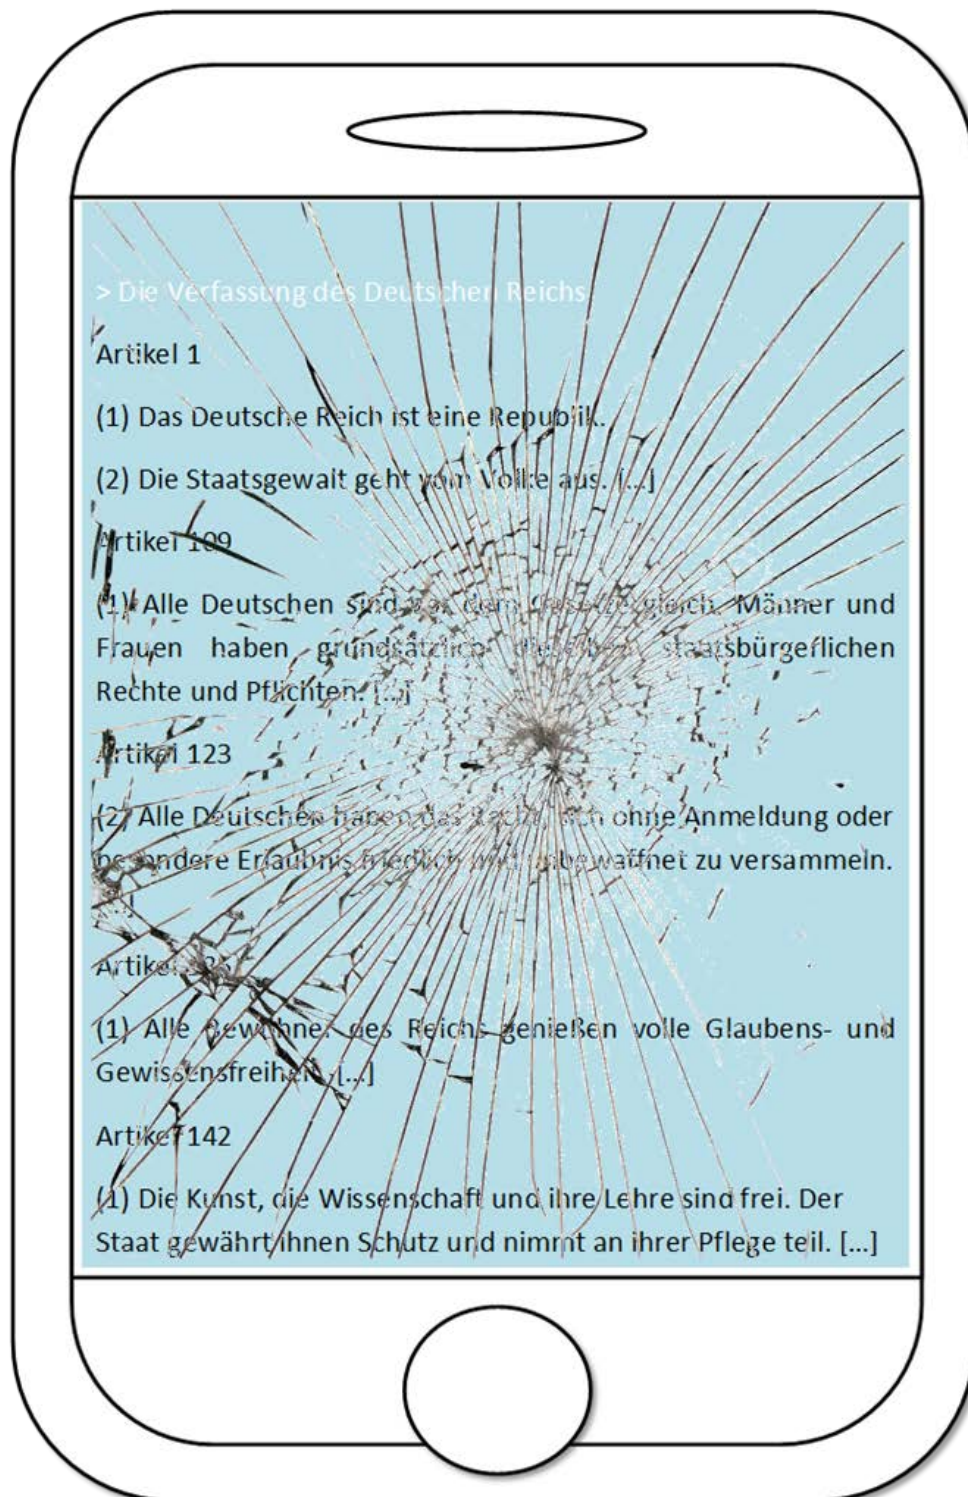 > Die Verfassung des Deutschen Reichs
Artikel 1
(1) Das Deutsche Reich ist eine Republik.
(2) Die Staatsgewalt geht vom Volke aus. [...]
Artikel 109
(1) Alle Deutschen sind vor dem Gesetze gleich. Männer und
Frauen haben grundsätzlich dieselben staatsbürgerlichen
Rechte und Pflichten. [...]
Artikel 123
(2) Alle Deutschen haben das Recht, sich ohne Anmeldung oder
besondere Erlaubnis friedlich und unbewaffnet zu versammeln.
[...]
Artikel
(1) Alle Bewohner des Reichs genießen volle Glaubens- und
Gewissensfreiheit. [...]
Artikel 142
(1) Die Kunst, die Wissenschaft und ihre Lehre sind frei. Der
Staat gewährt ihnen Schutz und nimmt an ihrer Pflege teil. [...]